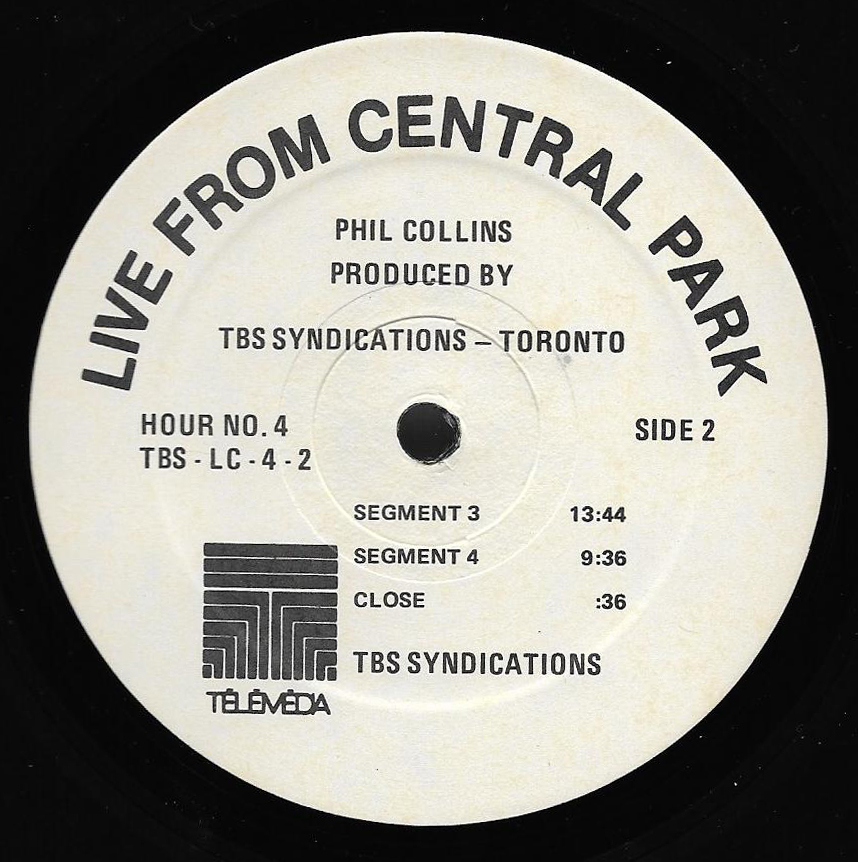 LIVE FROM CENTRAL PARK
PHIL COLLINS
PRODUCED BY
TBS SYNDICATIONS – TORONTO
HOUR NO. 4
TBS - LC - 4 - 2
SIDE 2
SEGMENT 3 13:44
SEGMENT 4 9:36
CLOSE :36
TBS SYNDICATIONS
TÉLÉMÉDIA